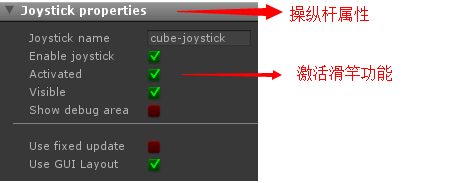 Joystick properties
操纵杆属性
Joystick name cube-joystick
Enable joystick
Activated
激活滑竿功能
Visible
Show debug area
Use fixed update
Use GUI Layout